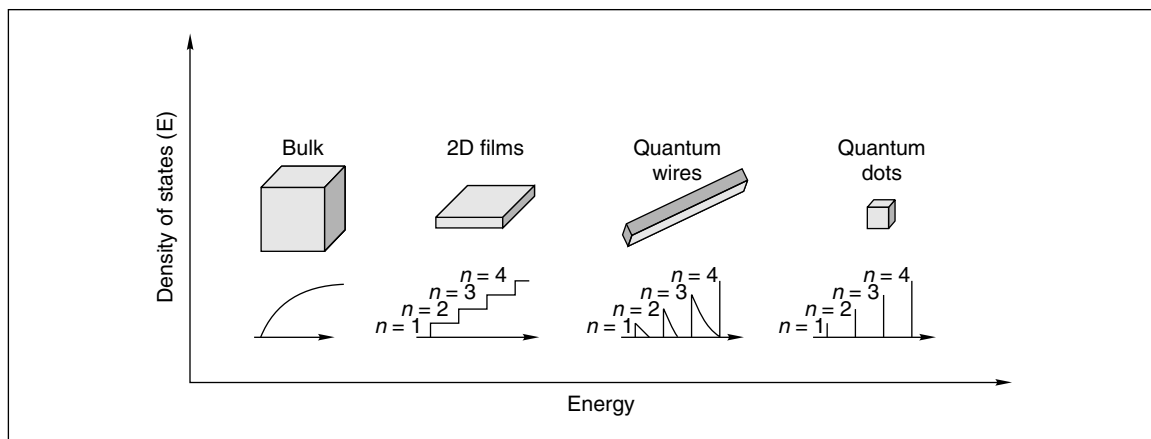 Density of states (E)
Bulk
2D films
Quantum
wires
Quantum
dots
n = 4
n = 3
n = 2
n = 1
n = 4
n = 3
n = 2
n = 1
n = 4
n = 3
n = 2
n = 1
Energy